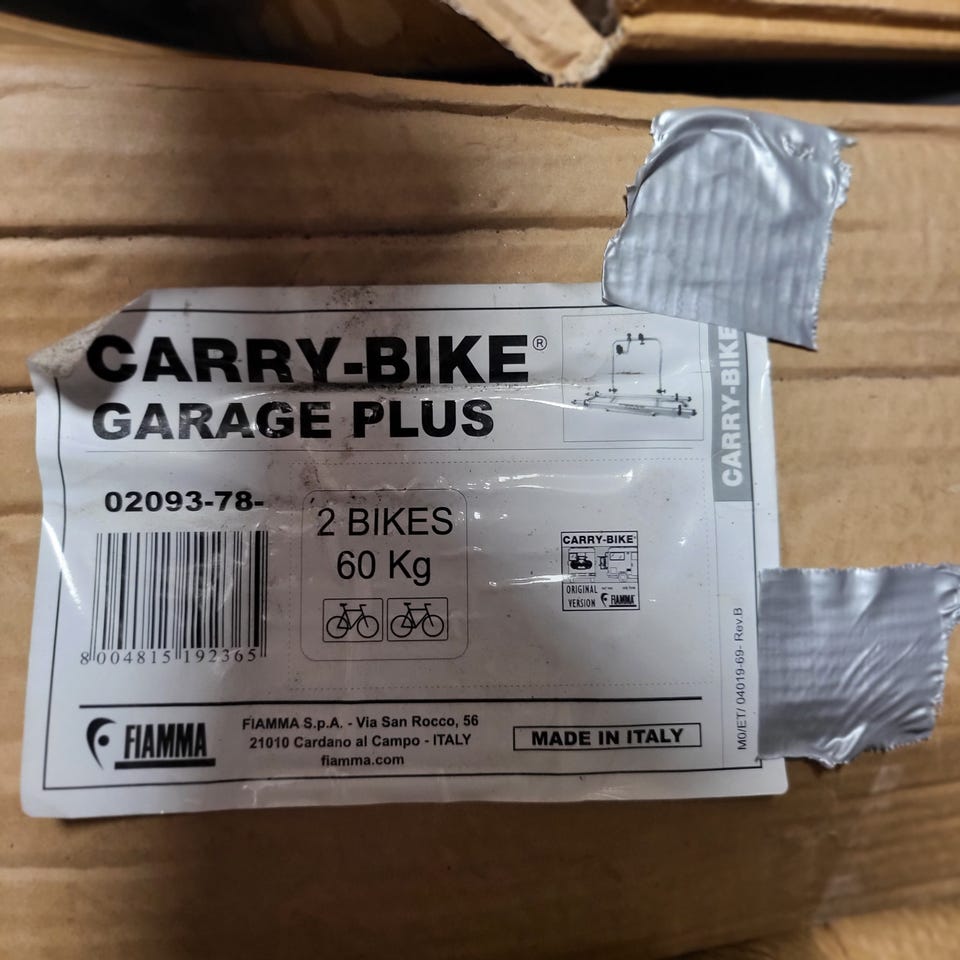 CARRY-BIKE®
GARAGE PLUS
CARRY-BIKE
02093-78-
2 BIKES
60 Kg
8 004815 192365
CARRY-BIKE®
ORIGINAL
VERSION
FIAMMA
M0/ET/ 04019-69- Rev.B
FIAMMA
FIAMMA S.p.A. - Via San Rocco, 56
21010 Cardano al Campo - ITALY
fiamma.com
MADE IN ITALY